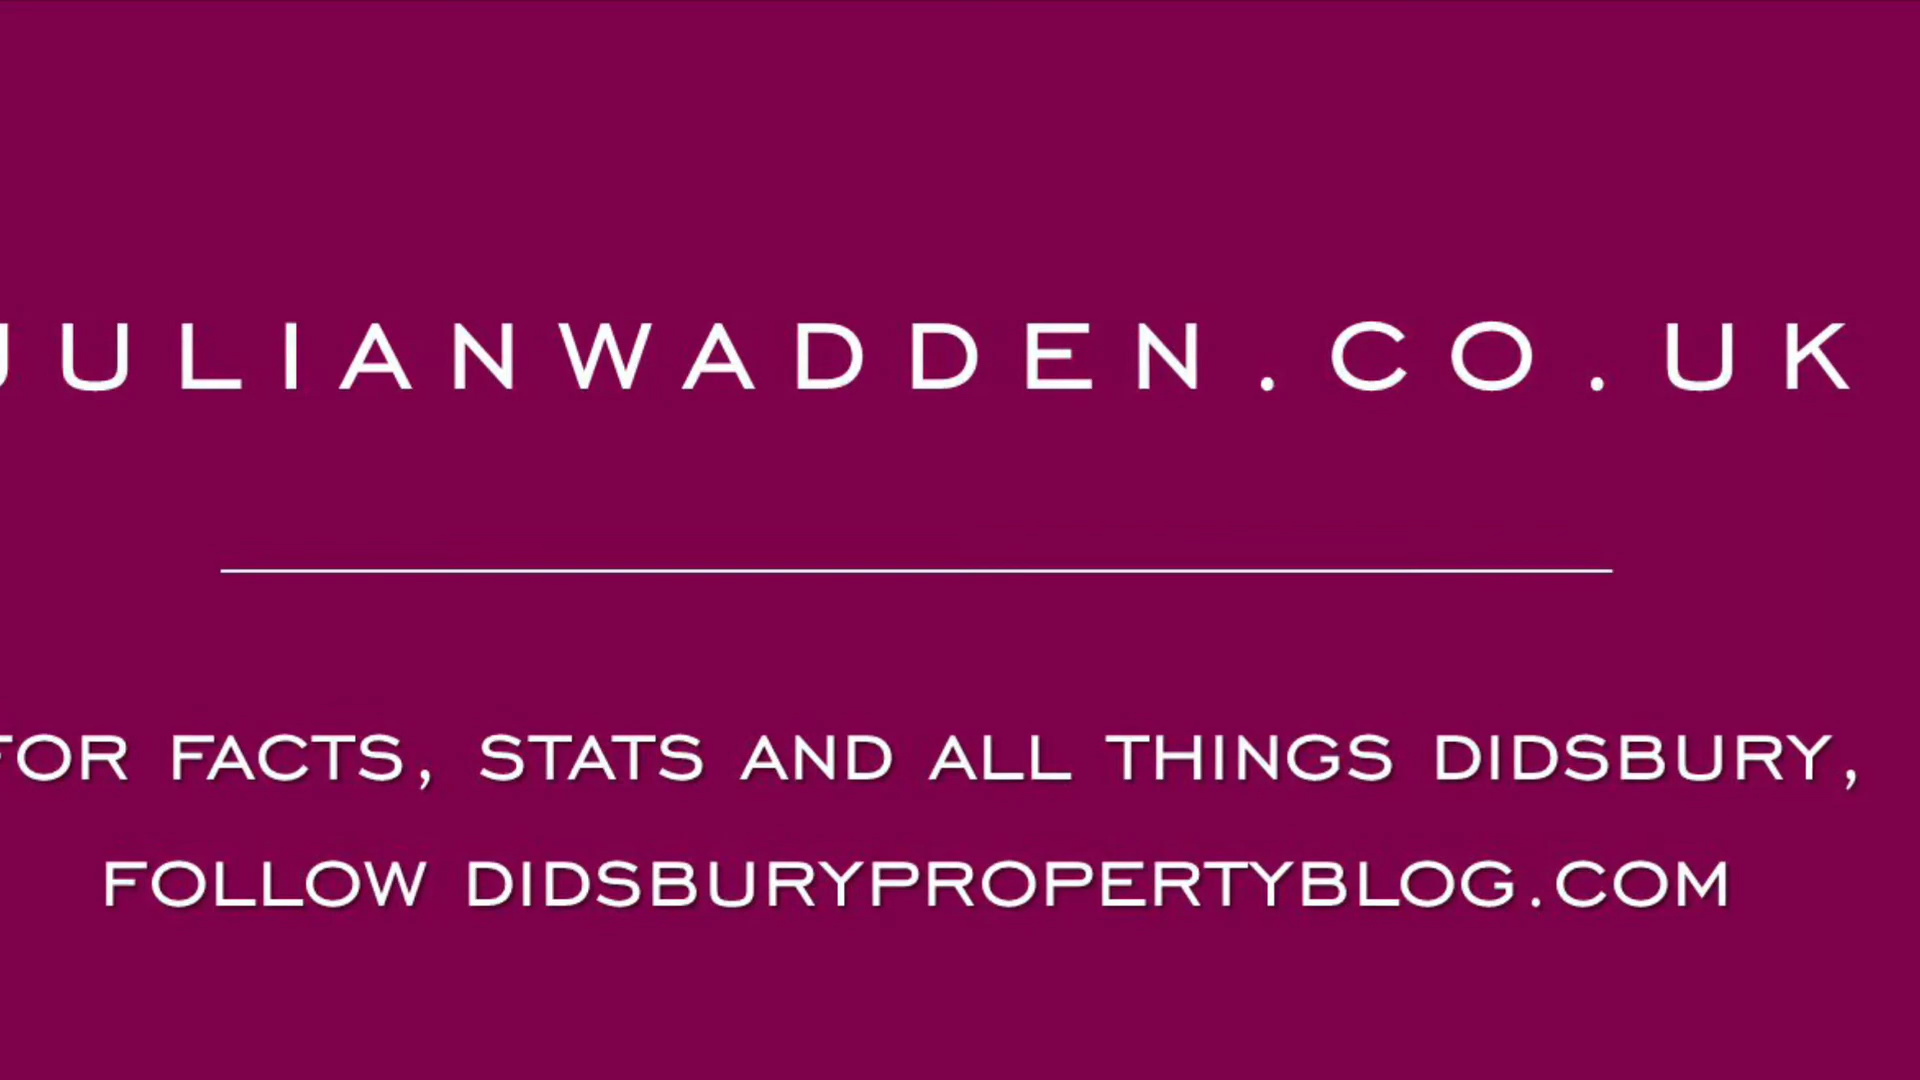 JULIANWADDEN.CO.UK
FOR FACTS, STATS AND ALL THINGS DIDSBURY,
FOLLOW DIDSBURYPROPERTYBLOG.COM